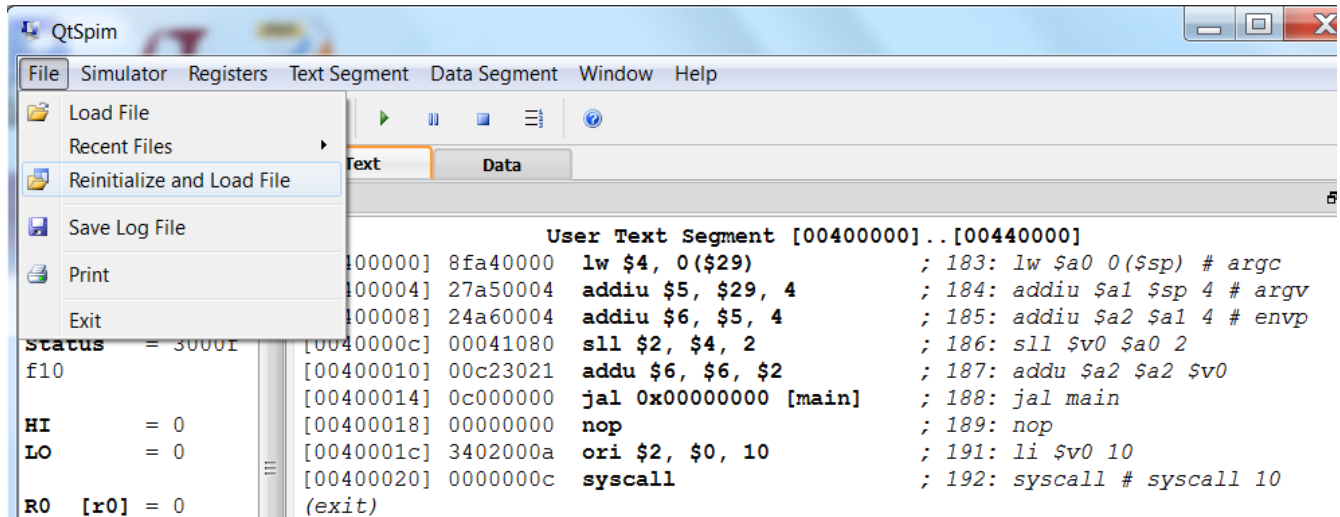 QtSpim
File Simulator Registers Text Segment Data Segment Window Help
Load File
Recent Files
Reinitialize and Load File
Save Log File
Print
Exit
Text Data
User Text Segment [00400000]..[00440000]
400000] 8fa40000 lw $4, 0($29) ; 183: lw $a0 0($sp) # argc
400004] 27a50004 addiu $5, $29, 4 ; 184: addiu $a1 $sp 4 # argv
400008] 24a60004 addiu $6, $5, 4 ; 185: addiu $a2 $a1 4 # envp
Status = 3000f [0040000c] 00041080 sll $2, $4, 2 ; 186: sll $v0 $a0 2
f10 [00400010] 00c23021 addu $6, $6, $2 ; 187: addu $a2 $a2 $v0
[00400014] 0c000000 jal 0x00000000 [main] ; 188: jal main
HI = 0 [00400018] 00000000 nop ; 189: nop
LO = 0 [0040001c] 3402000a ori $2, $0, 10 ; 191: li $v0 10
[00400020] 0000000c syscall ; 192: syscall # syscall 10
R0 [r0] = 0 (exit)